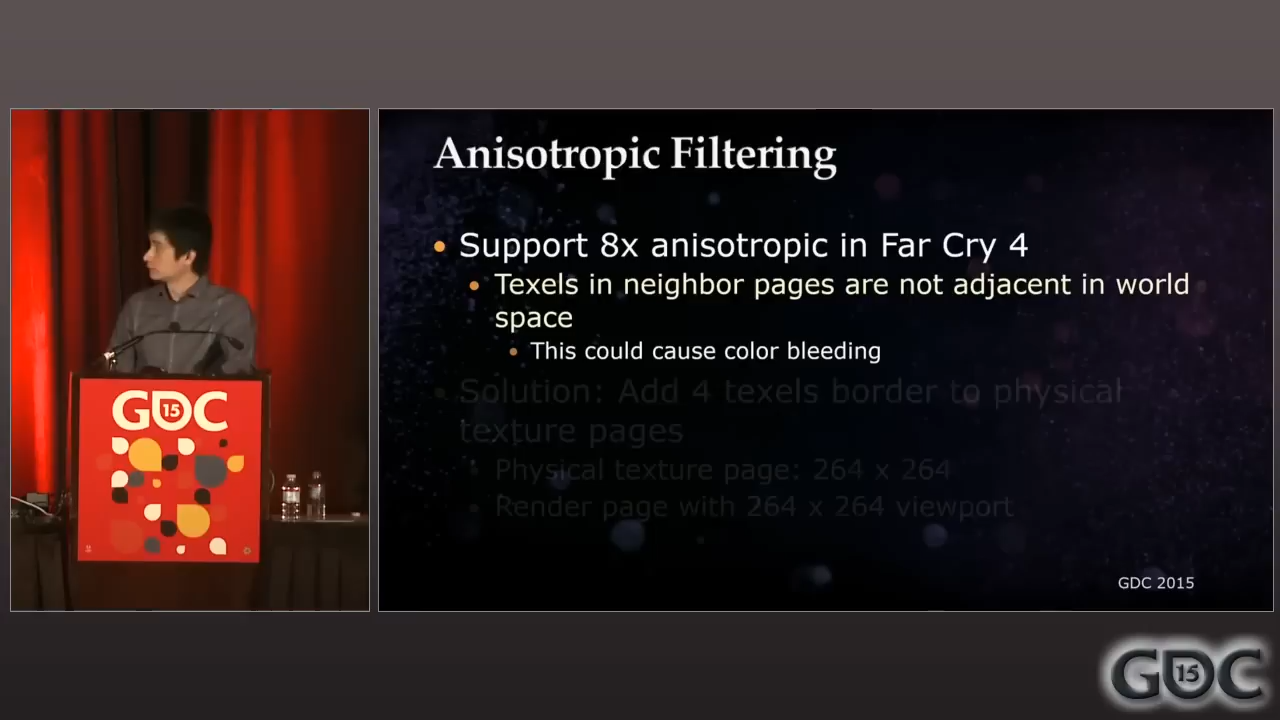 Anisotropic Filtering
• Support 8x anisotropic in Far Cry 4
• Texels in neighbor pages are not adjacent in world
space
• This could cause color bleeding
• Solution: Add 4 texels border to physical
texture pages
• Physical texture page: 264 x 264
• Render page with 264 x 264 viewport
GDC 2015
GDC 15
GDC 15